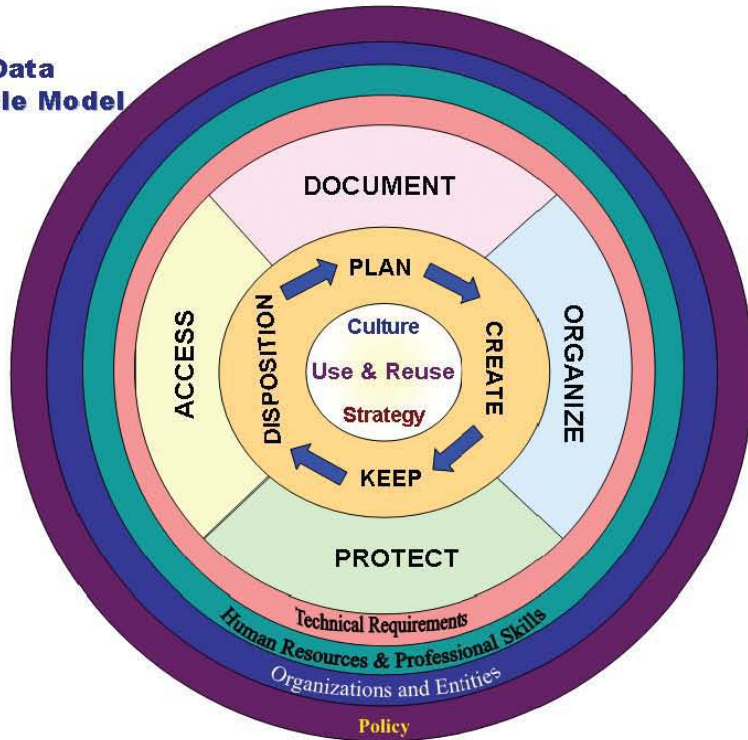 Data
le Model
DOCUMENT
ORGANIZE
PROTECT
ACCESS
PLAN
CREATE
KEEP
DISPOSITION
Culture
Use & Reuse
Strategy
Technical Requirements
Human Resources & Professional Skills
Organizations and Entities
Policy